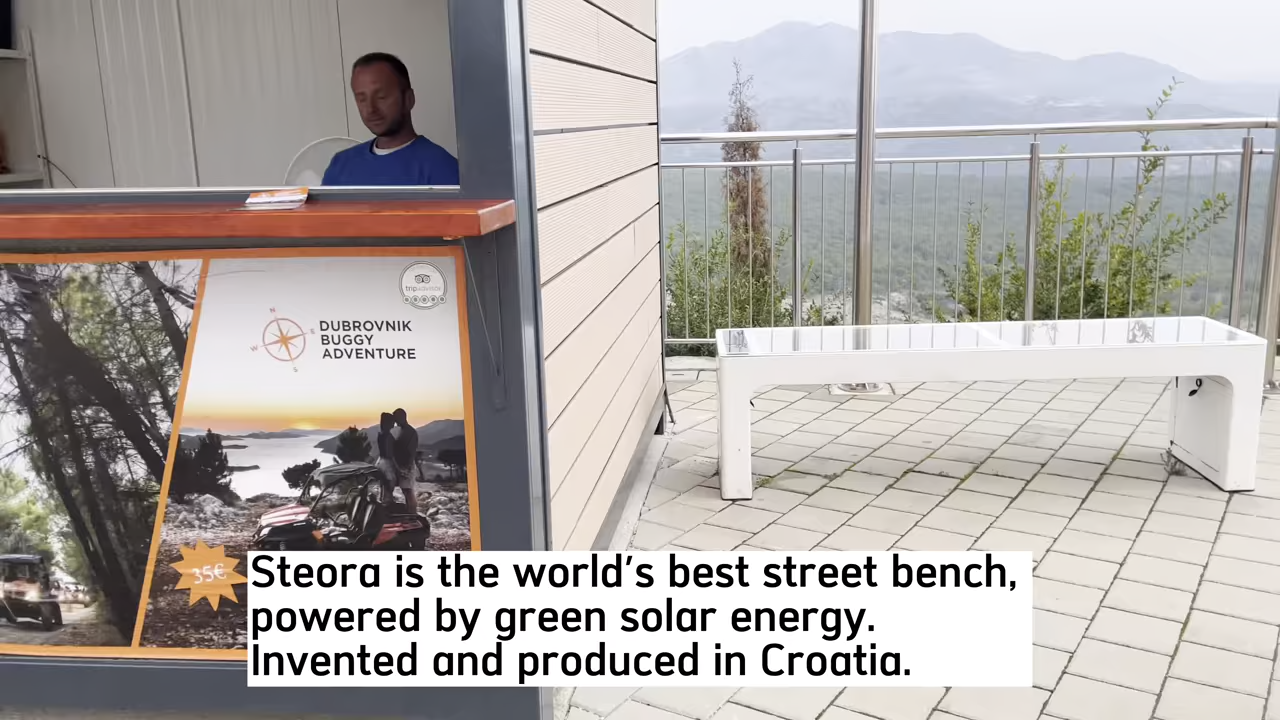 tripadvisor
N
E
W
S
DUBROVNIK
BUGGY
ADVENTURE
35€
Steora is the world's best street bench,
powered by green solar energy.
Invented and produced in Croatia.